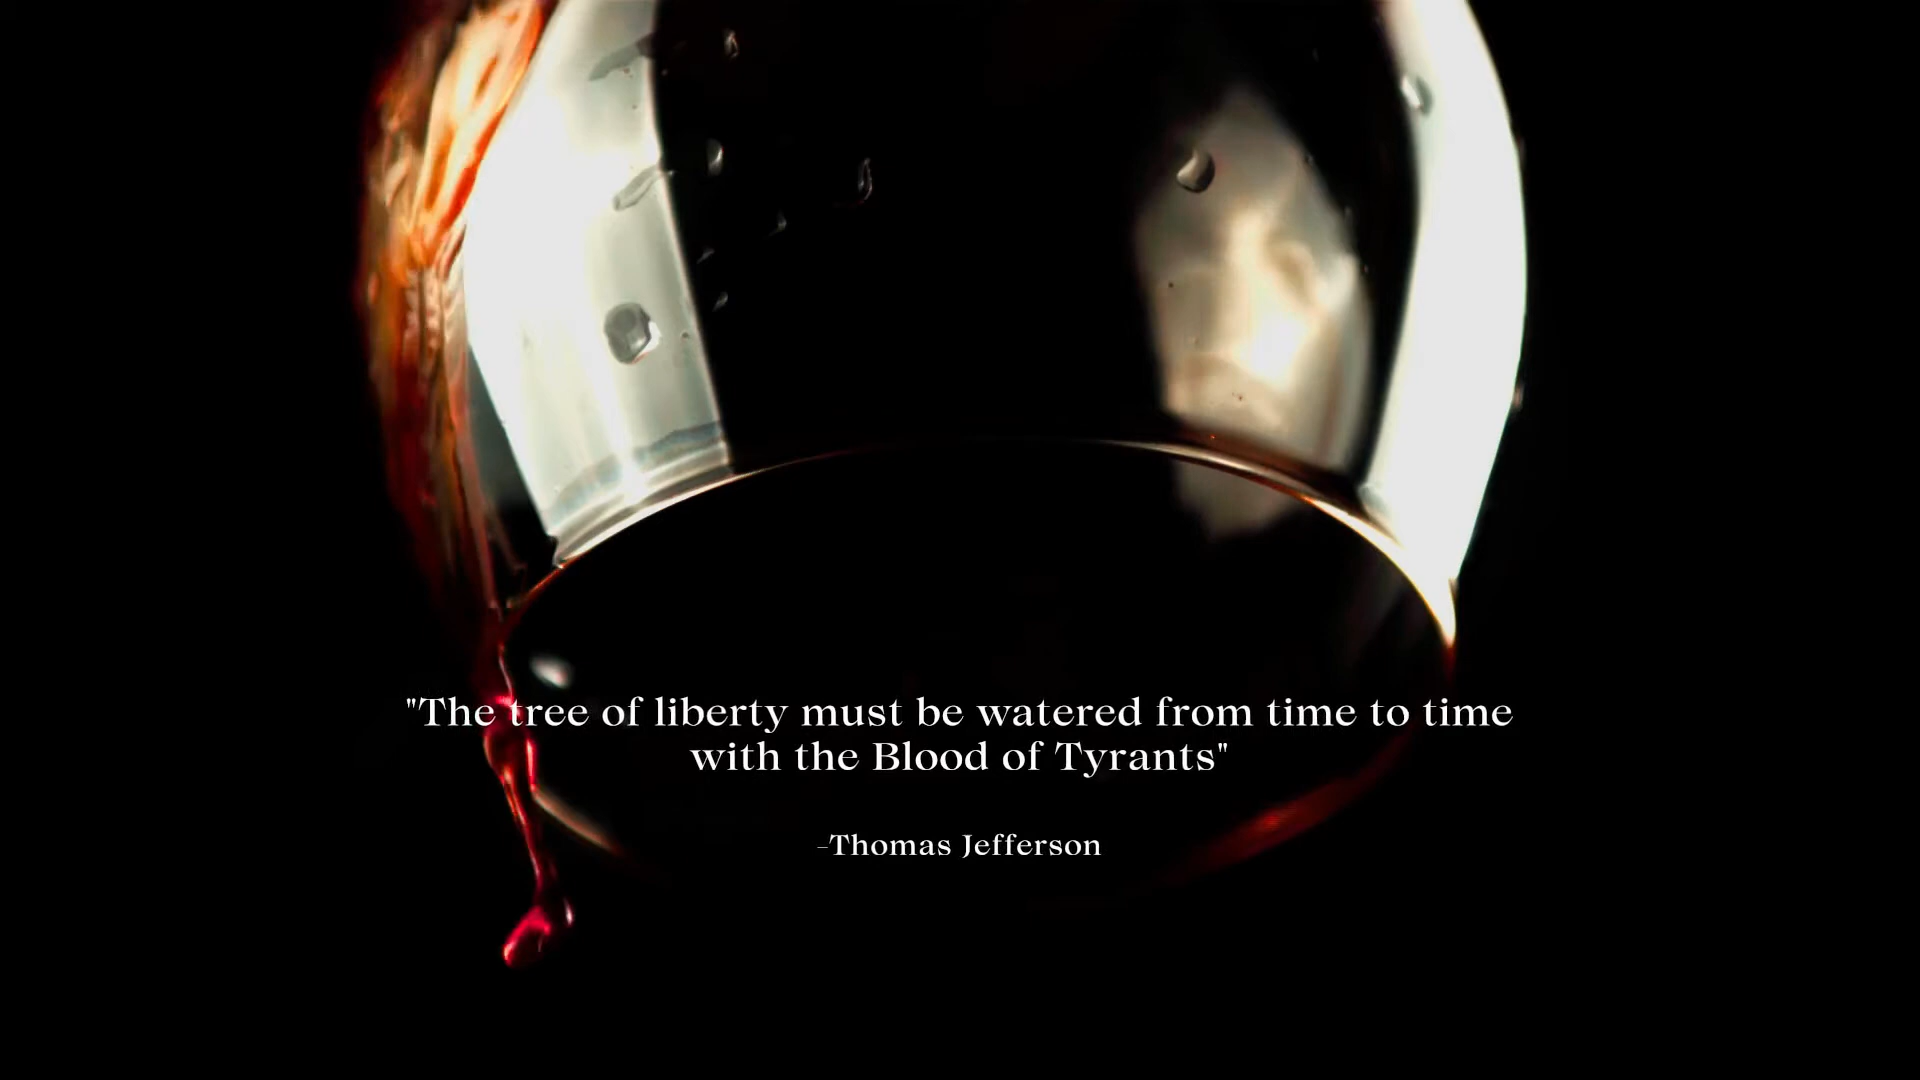 "The tree of liberty must be watered from time to time
with the Blood of Tyrants"
-Thomas Jefferson